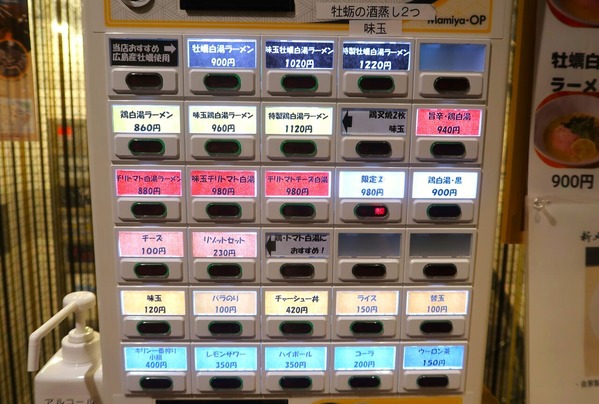 牡蛎の酒蒸し2つ
味玉
Mamiya-OP
当店おすすめ
広島産牡蠣使用
牡蠣白湯ラーメン
900円
味玉牡蠣白湯ラーメン
1020円
特製牡蠣白湯ラーメン
1220円
鶏白湯ラーメン
860円
味玉鶏白湯ラーメン
960円
特製鶏白湯ラーメン
1120円
鶏叉焼2枚
味玉
旨辛・鶏白湯
940円
チリトマト白湯ラーメン
880円
味玉チリトマト白湯
980円
チリトマトチーズ白湯
980円
限定2
980円
鶏白湯・黒
900円
チーズ
100円
リゾットセット
230円
・トマト白湯に
おすすめ!
味玉
120円
バラのり
100円
チャーシュー丼
420円
ライス
150円
替玉
100円
キリン一番搾り
小瓶
400円
レモンサワー
350円
ハイボール
350円
コーラ
200円
ウーロン茶
150円
牡蠣白
ラーメン
900円
アルコール